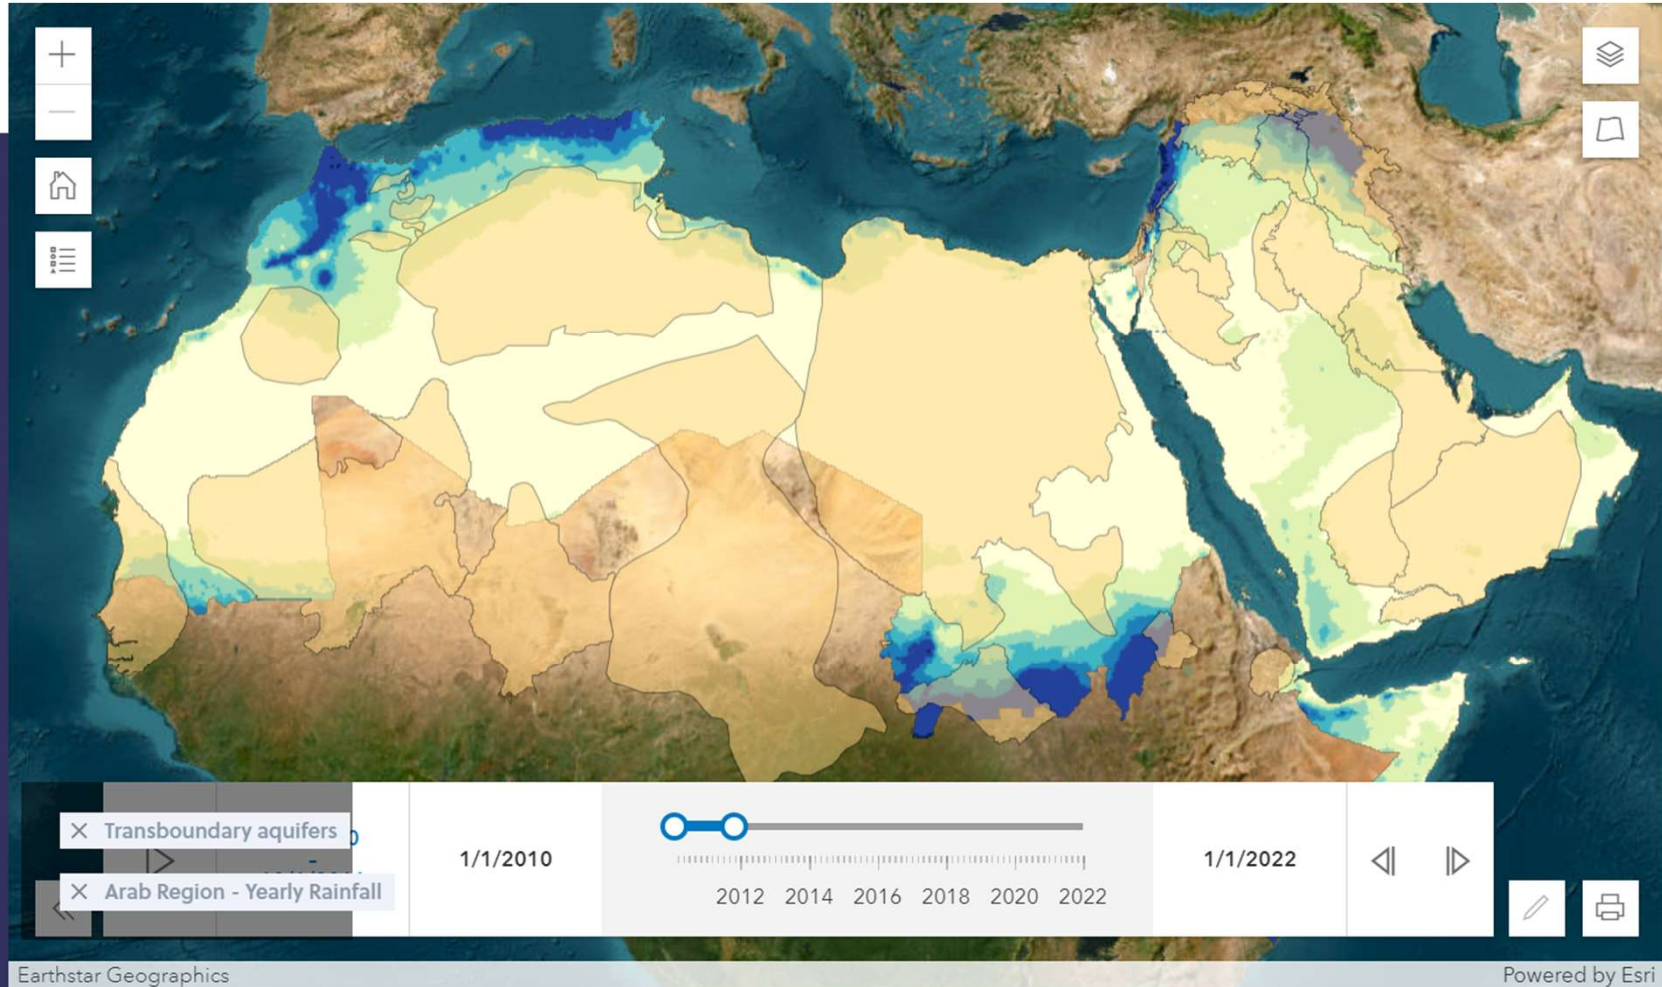 Transboundary aquifers
Arab Region - Yearly Rainfall
1/1/2010
2012 2014 2016 2018 2020 2022
1/1/2022
Earthstar Geographics
Powered by Esri